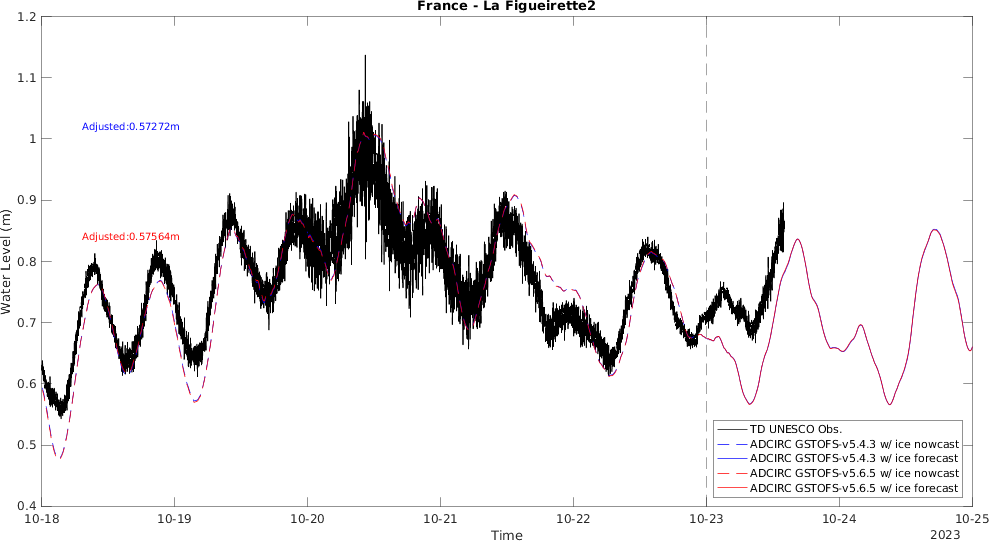 France - La Figueirette2
1.2
1.1
1
0.9
0.8
0.7
0.6
0.5
0.4
Water Level (m)
Adjusted:0.57272m
Adjusted:0.57564m
TD UNESCO Obs.
ADCIRC GSTOFS-v5.4.3 w/ ice nowcast
ADCIRC GSTOFS-v5.4.3 w/ ice forecast
ADCIRC GSTOFS-v5.6.5 w/ ice nowcast
ADCIRC GSTOFS-v5.6.5 w/ ice forecast
10-18 10-19 10-20 10-21 10-22 10-23 10-24 10-25
Time
2023